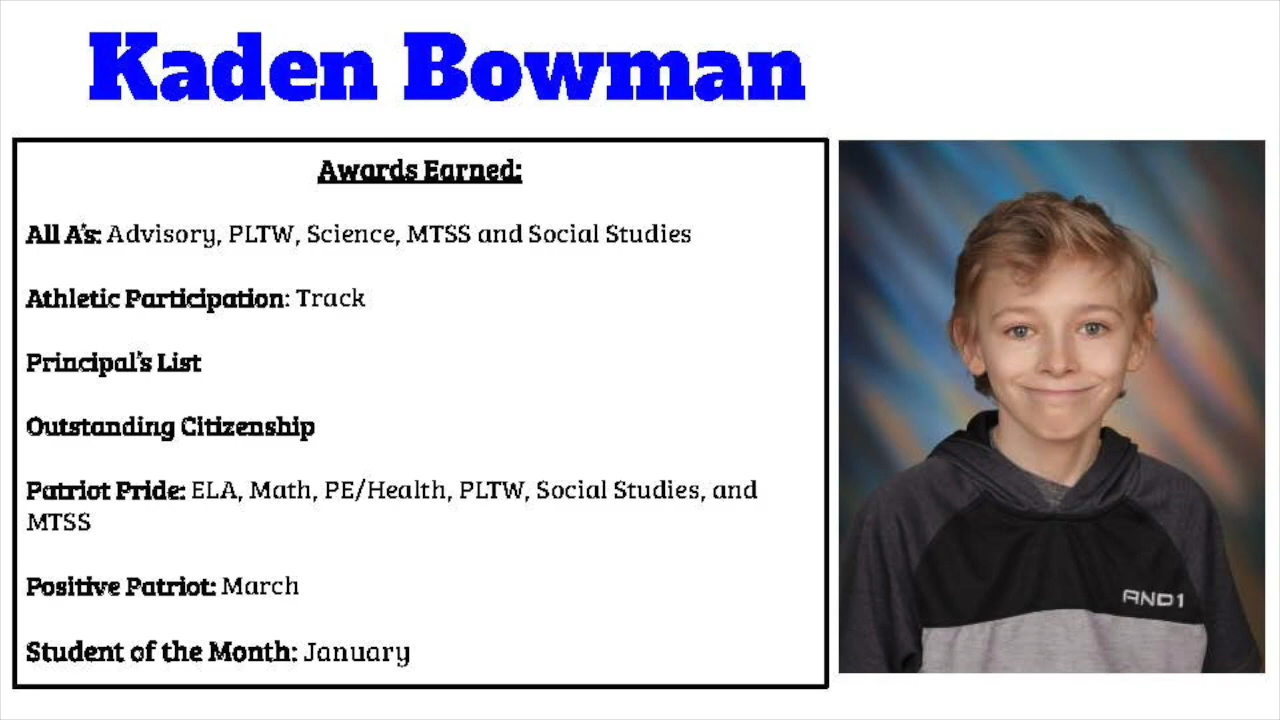 Kaden Bowman
Awards Earned:
All A's: Advisory, PLTW, Science, MTSS and Social Studies
Athletic Participation: Track
Principal's List
Outstanding Citizenship
Patriot Pride: ELA, Math, PE/Health, PLTW, Social Studies, and
MTSS
Positive Patriot: March
Student of the Month: January
AND1